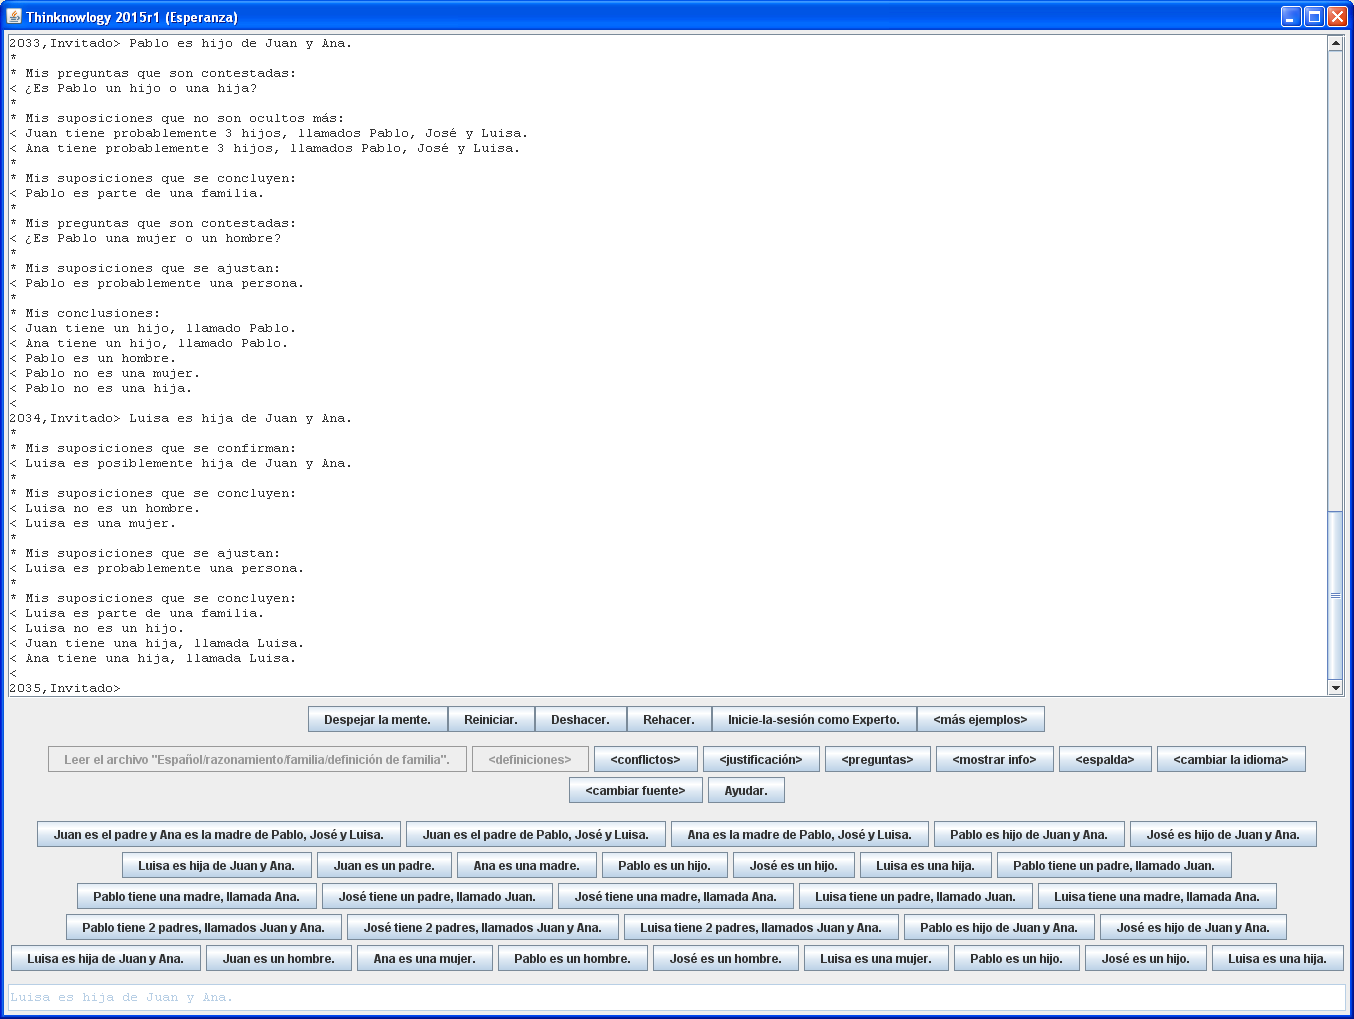 Thinknowlogy 2015r1 (Esperanza)
2033,Invitado> Pablo es hijo de Juan y Ana.
*
* Mis preguntas que son contestadas:
< ¿Es Pablo un hijo o una hija?
*
* Mis suposiciones que no son ocultos más:
< Juan tiene probablemente 3 hijos, llamados Pablo, José y Luisa.
< Ana tiene probablemente 3 hijos, llamados Pablo, José y Luisa.
*
* Mis suposiciones que se concluyen:
< Pablo es parte de una familia.
*
* Mis preguntas que son contestadas:
< ¿Es Pablo una mujer o un hombre?
*
* Mis suposiciones que se ajustan:
< Pablo es probablemente una persona.
*
* Mis conclusiones:
< Juan tiene un hijo, llamado Pablo.
< Ana tiene un hijo, llamado Pablo.
< Pablo es un hombre.
< Pablo no es una mujer.
< Pablo no es una hija.
<
2034,Invitado> Luisa es hija de Juan y Ana.
*
* Mis suposiciones que se confirman:
< Luisa es posiblemente hija de Juan y Ana.
*
* Mis suposiciones que se concluyen:
< Luisa no es un hombre.
< Luisa es una mujer.
*
* Mis suposiciones que se ajustan:
< Luisa es probablemente una persona.
*
* Mis suposiciones que se concluyen:
< Luisa es parte de una familia.
< Luisa no es un hijo.
< Juan tiene una hija, llamada Luisa.
< Ana tiene una hija, llamada Luisa.
<
2035,Invitado>
Despejar la mente. Reiniciar. Deshacer. Rehacer. Inicie-la-sesión como Experto. <más ejemplos>
Leer el archivo "Español/razonamiento/familia/definición de familia". <definiciones> <conflictos> <justificación> <preguntas> <mostrar info> <espalda> <cambiar la idioma>
<cambiar fuente> Ayudar.
Juan es el padre y Ana es la madre de Pablo, José y Luisa. Juan es el padre de Pablo, José y Luisa. Ana es la madre de Pablo, José y Luisa. Pablo es hijo de Juan y Ana. José es hijo de Juan y Ana.
Luisa es hija de Juan y Ana. Juan es un padre. Ana es una madre. Pablo es un hijo. José es un hijo. Luisa es una hija. Pablo tiene un padre, llamado Juan.
Pablo tiene una madre, llamada Ana. José tiene un padre, llamado Juan. José tiene una madre, llamada Ana. Luisa tiene un padre, llamado Juan. Luisa tiene una madre, llamada Ana.
Pablo tiene 2 padres, llamados Juan y Ana. José tiene 2 padres, llamados Juan y Ana. Luisa tiene 2 padres, llamados Juan y Ana. Pablo es hijo de Juan y Ana. José es hijo de Juan y Ana.
Luisa es hija de Juan y Ana. Juan es un hombre. Ana es una mujer. Pablo es un hombre. José es un hombre. Luisa es una mujer. Pablo es un hijo. José es un hijo. Luisa es una hija.
Luisa es hija de Juan y Ana.